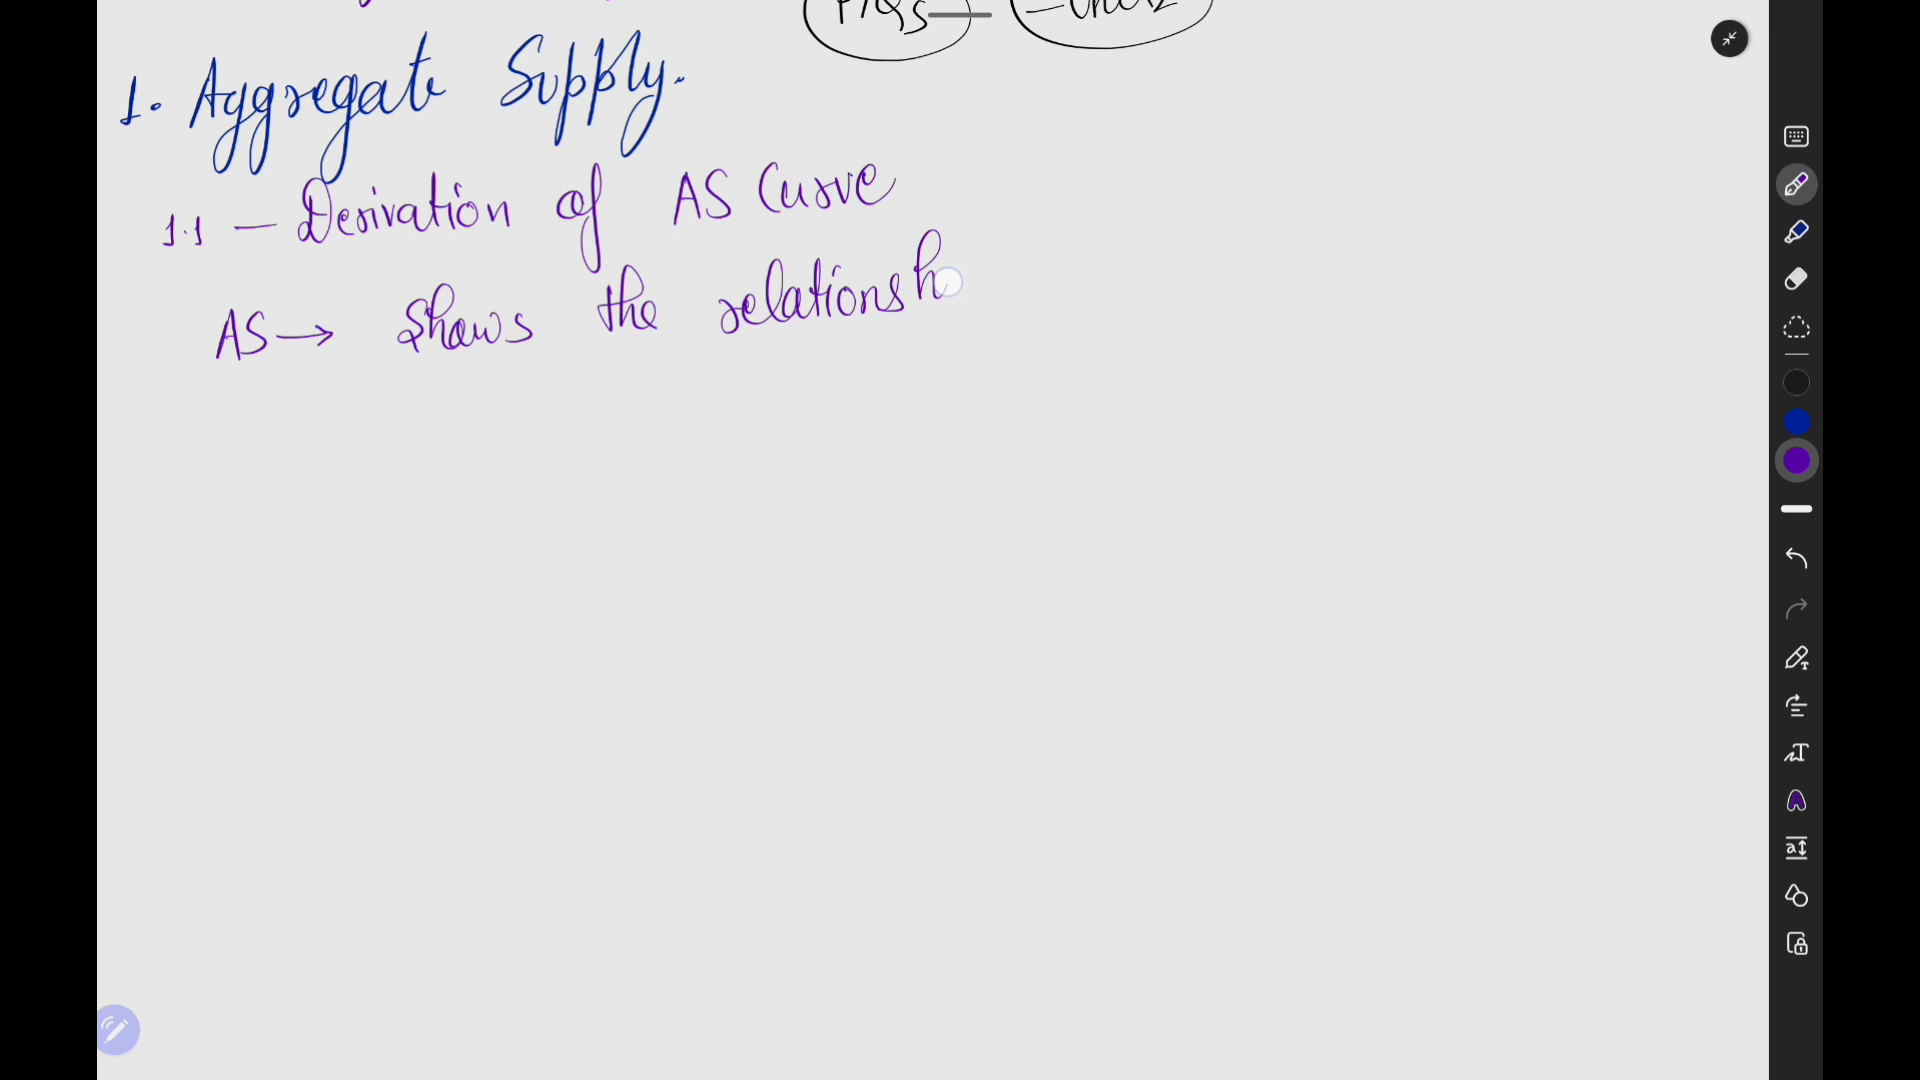 1. Aggregate Supply.
1.1 — Derivation of AS Curve
AS → shows the relationsh